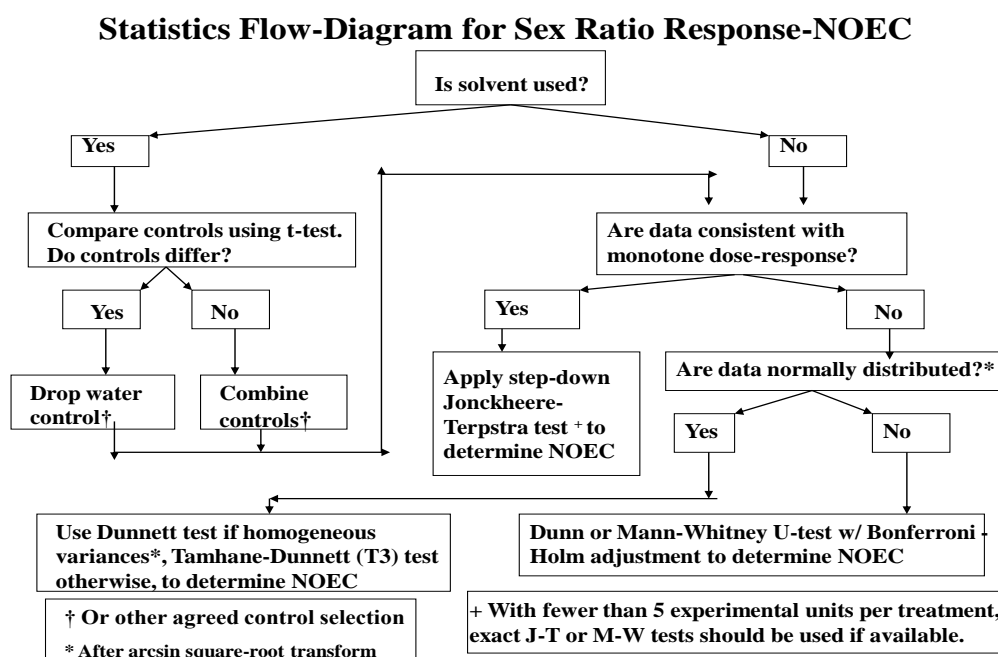 Statistics Flow-Diagram for Sex Ratio Response-NOEC
Is solvent used?
Yes
No
Compare controls using t-test.
Do controls differ?
Are data consistent with
monotone dose-response?
Yes
No
Yes
No
Drop water
control†
Combine
controls†
Apply step-down
Jonckheere-
Terpstra test + to
determine NOEC
Are data normally distributed?*
Yes
No
Use Dunnett test if homogeneous
variances*, Tamhane-Dunnett (T3) test
otherwise, to determine NOEC
Dunn or Mann-Whitney U-test w/ Bonferroni -
Holm adjustment to determine NOEC
† Or other agreed control selection
* After arcsin square-root transform
+ With fewer than 5 experimental units per treatment,
exact J-T or M-W tests should be used if available.